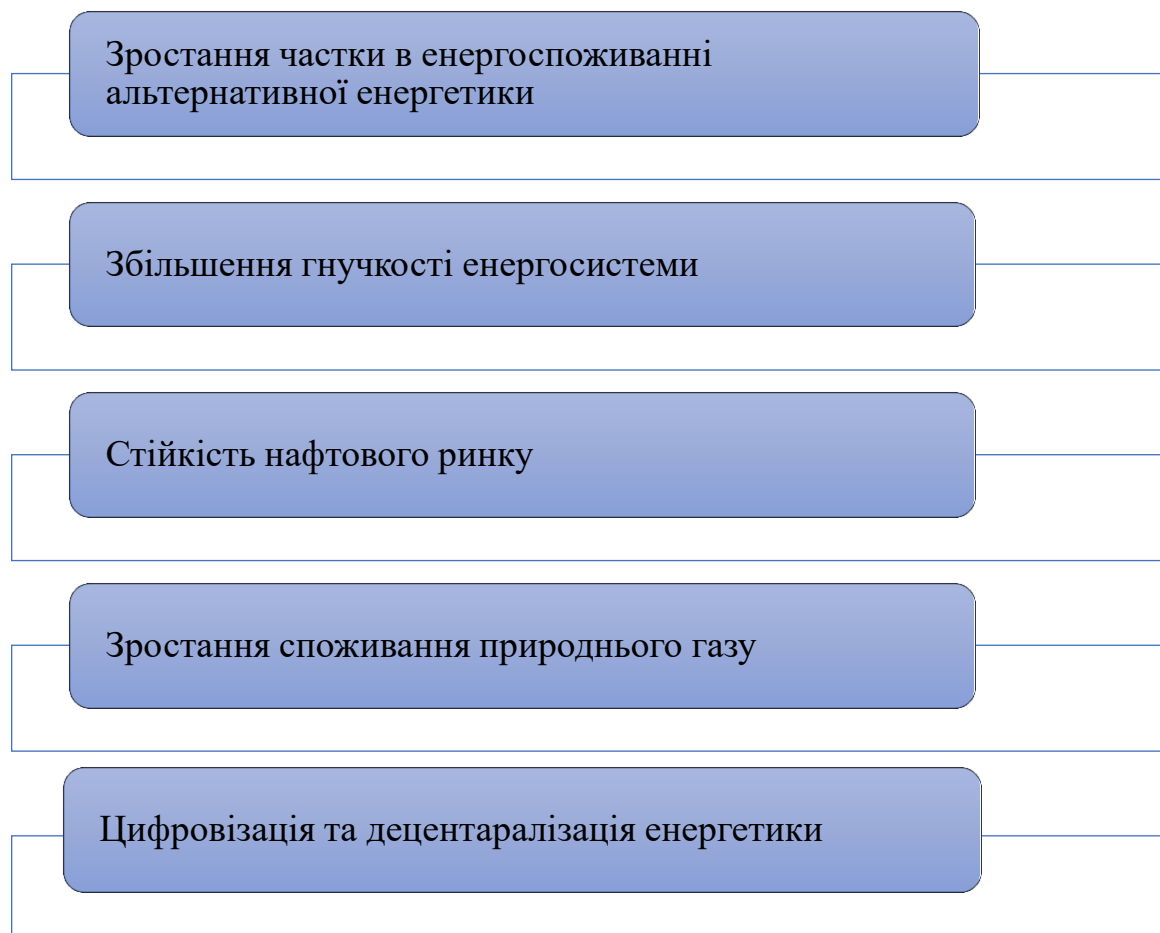 Зростання частки в енергоспоживанні
альтернативної енергетики
Збільшення гнучкості енергосистеми
Стійкість нафтового ринку
Зростання споживання природнього газу
Цифровізація та децентаралізація енергетики